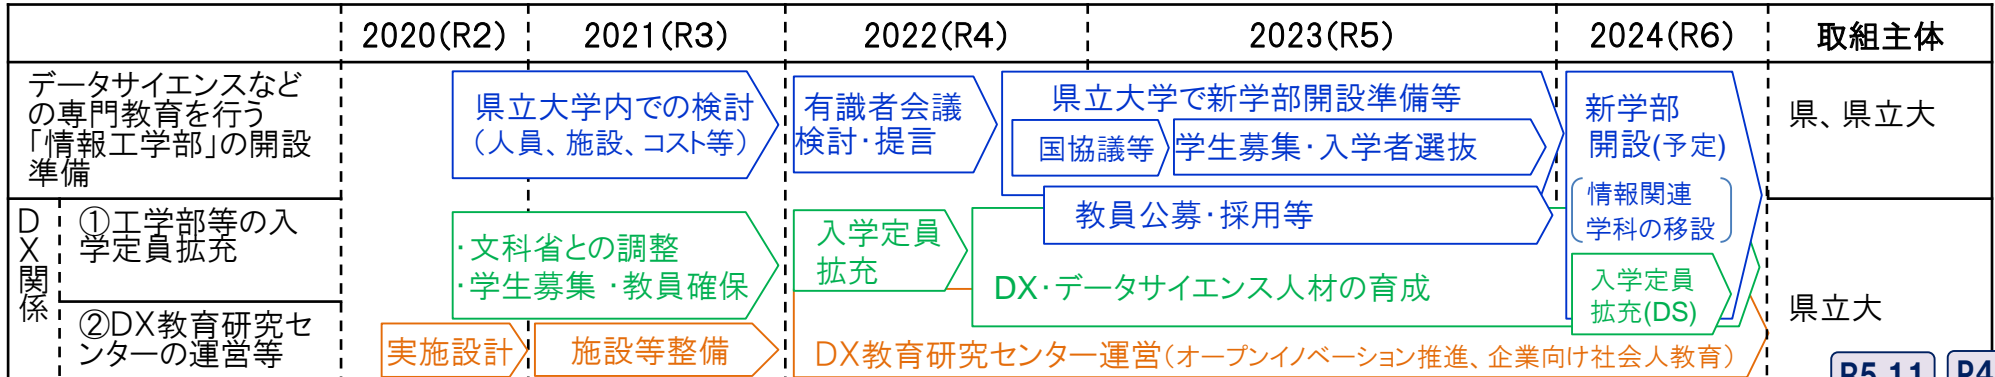 2020(R2)
2021(R3)
2022(R4)
2023(R5)
2024(R6)
取組主体
データサイエンスなど
の専門教育を行う
「情報工学部」の開設
準備
県立大学内での検討
（人員、施設、コスト等）
有識者会議
検討・提言
県立大学で新学部開設準備等
国協議等
学生募集・入学者選抜
教員公募・採用等
新学部
開設(予定)
情報関連
学科の移設
県、県立大
DX関係
①工学部等の入
学定員拡充
・文科省との調整
・学生募集・教員確保
入学定員
拡充
DX・データサイエンス人材の育成
入学定員
拡充(DS)
県立大
②DX教育研究セ
ンターの運営等
実施設計
施設等整備
DX教育研究センター運営（オープンイノベーション推進、企業向け社会人教育）
R5.11
R4